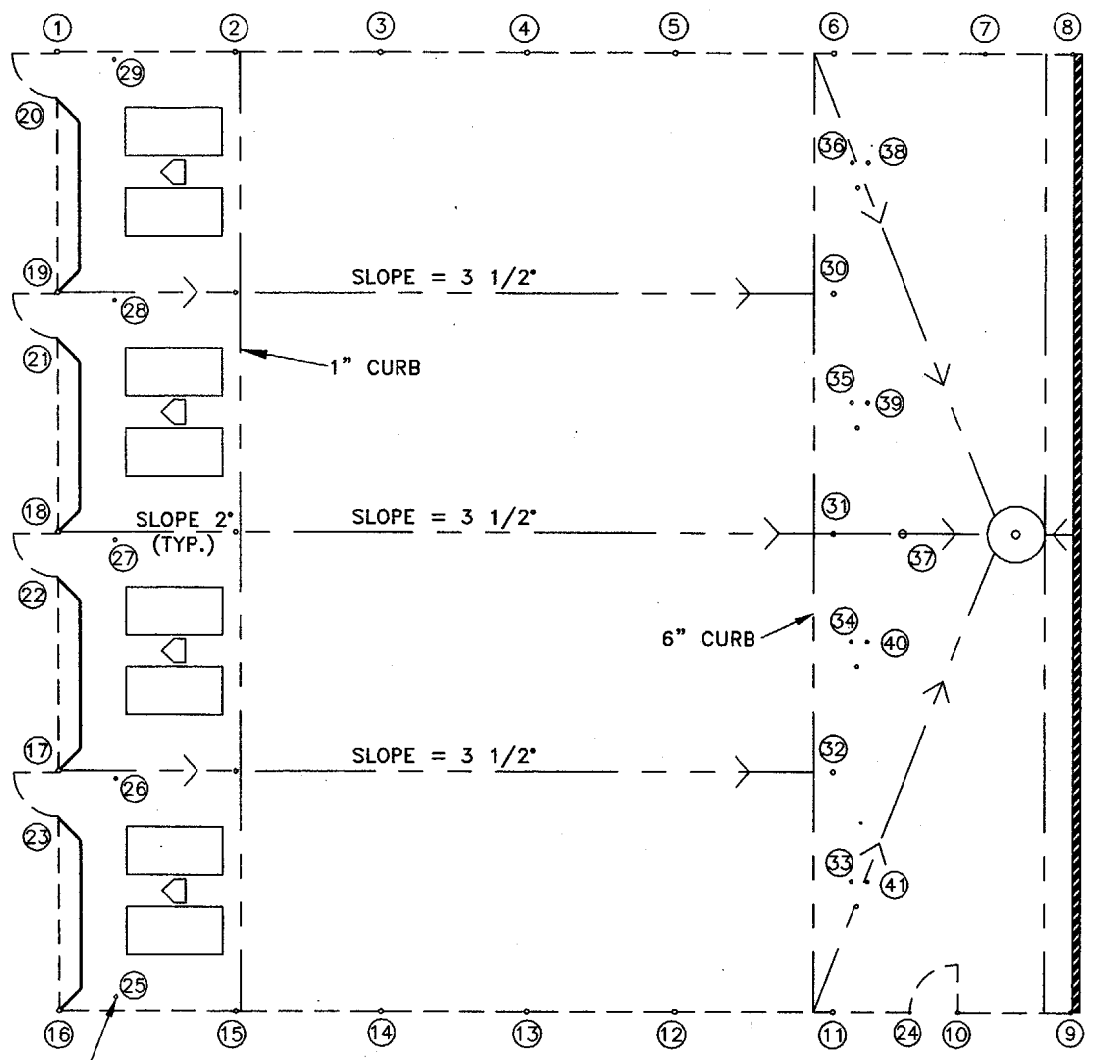 1 2 3 4 5 6 7 8
29
20
36 38
19 SLOPE = 3 1/2° 30
28
21
1" CURB
35 39
18 SLOPE 2° SLOPE = 3 1/2° 31
(TYP.)
27 37
22
34 40
6" CURB
17 SLOPE = 3 1/2° 32
26
23
33 41
25
16 15 14 13 12 11 24 10 9